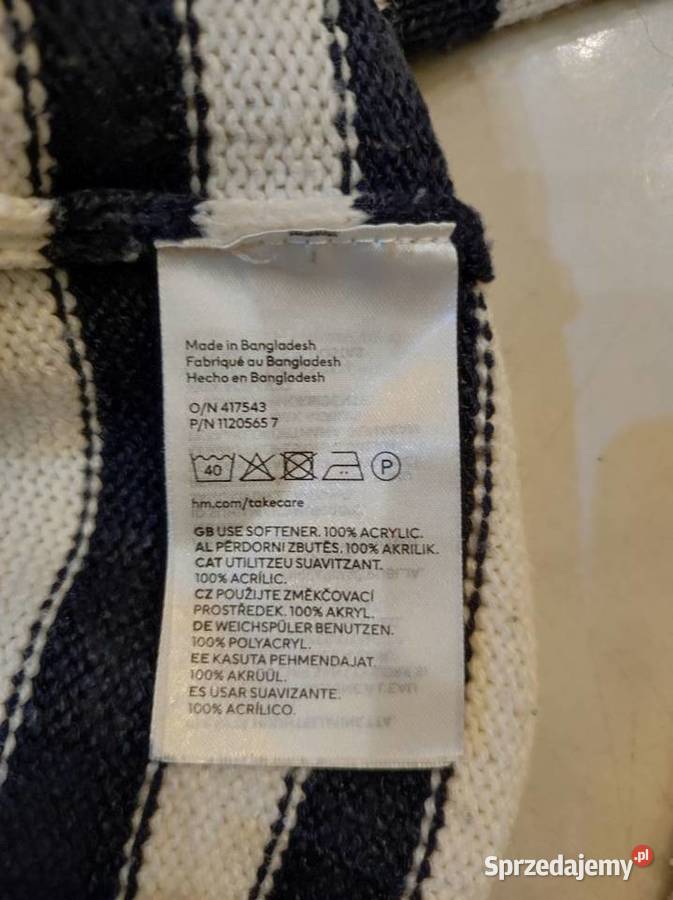 Made in Bangladesh
Fabriqué au Bangladesh
Hecho en Bangladesh
O/N 417543
P/N 1120565 7
40 P
hm.com/takecare
GB USE SOFTENER. 100% ACRYLIC.
AL PËRDORNI ZBUTËS. 100% AKRILIK.
CAT UTILITZEU SUAVITZANT.
100% ACRÍLIC.
CZ POUŽIJTE ZMĚKČOVACÍ
PROSTŘEDEK. 100% AKRYL.
DE WEICHSPÜLER BENUTZEN.
100% POLYACRYL.
EE KASUTA PEHMENDAJAT.
100% AKRÜÜL.
ES USAR SUAVIZANTE.
100% ACRÍLICO.
Sprzedajemy.pl